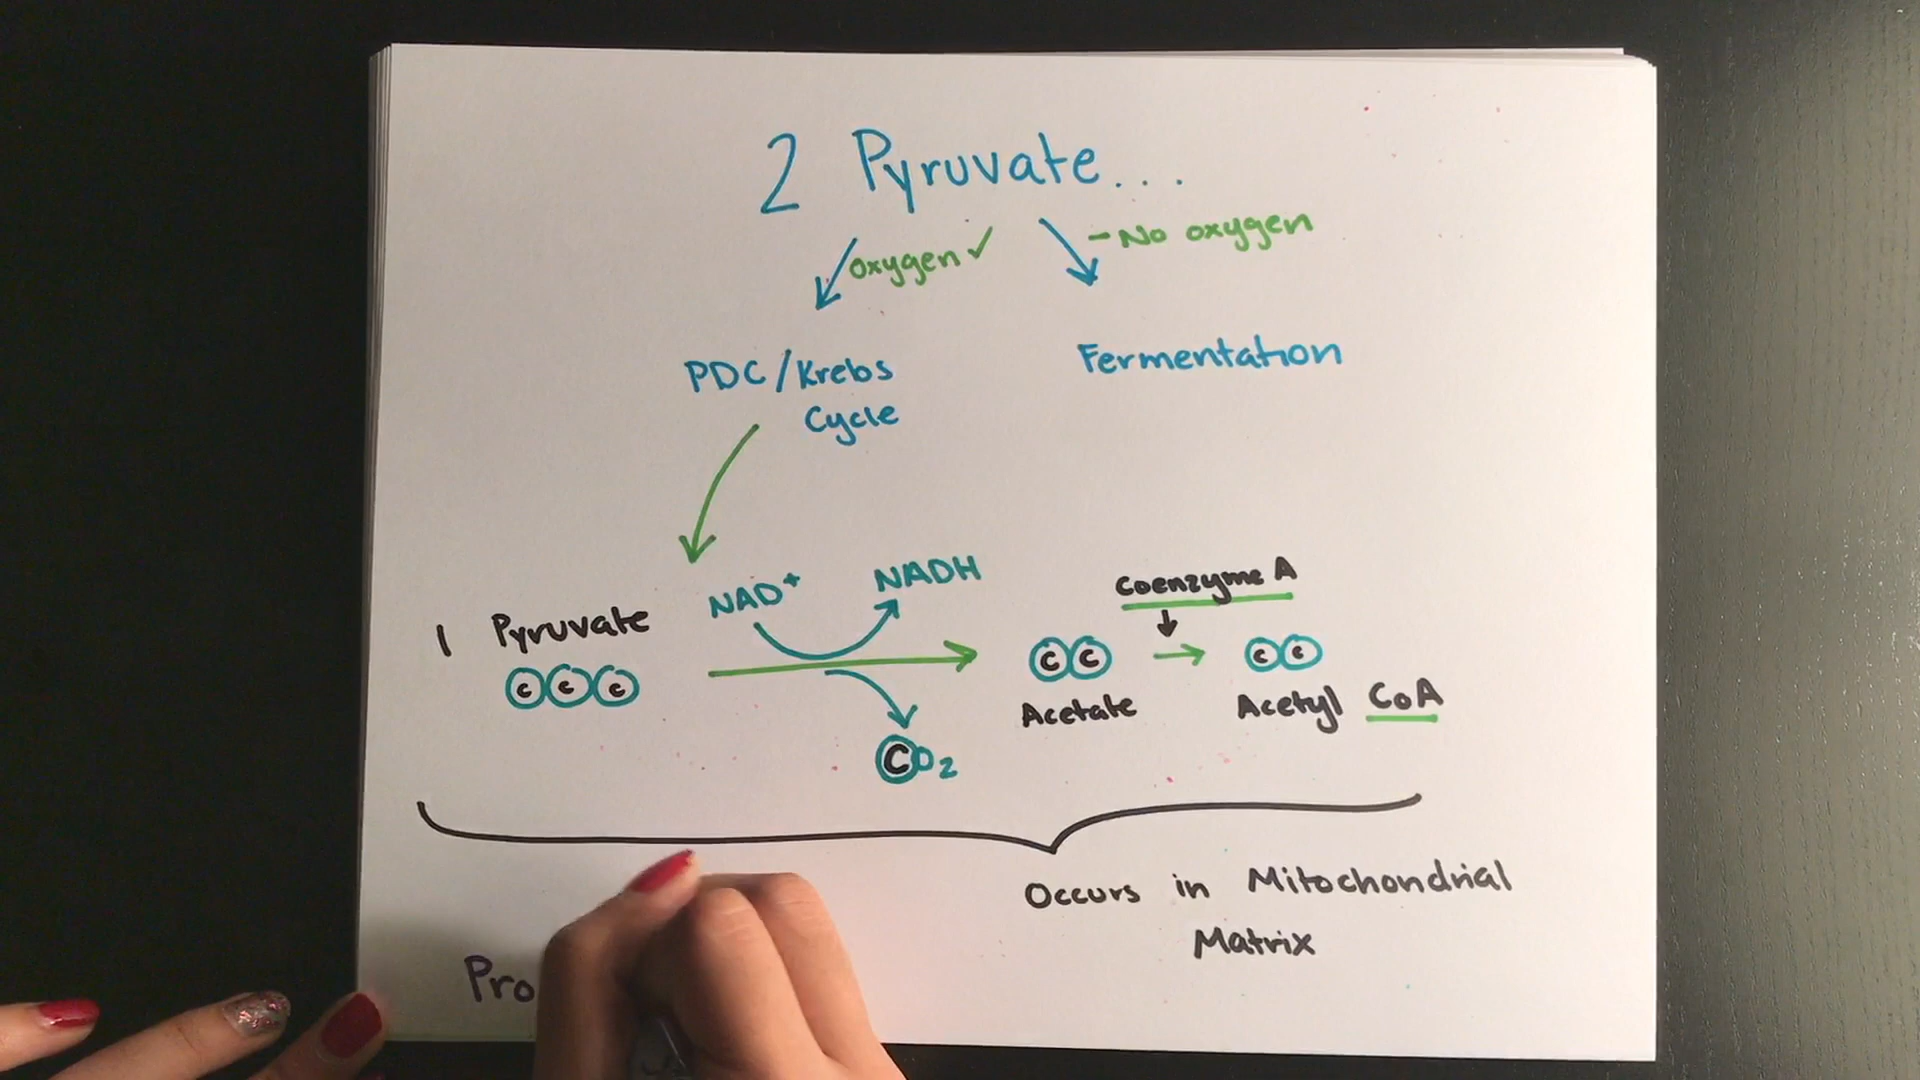 2 Pyruvate...
oxygen ✓
- No oxygen
PDC/Krebs
Cycle
Fermentation
NAD+
NADH
Coenzyme A
1 Pyruvate
C C C
C C
C C
Acetate
Acetyl CoA
CO2
Occurs in Mitochondrial
Matrix
Pro